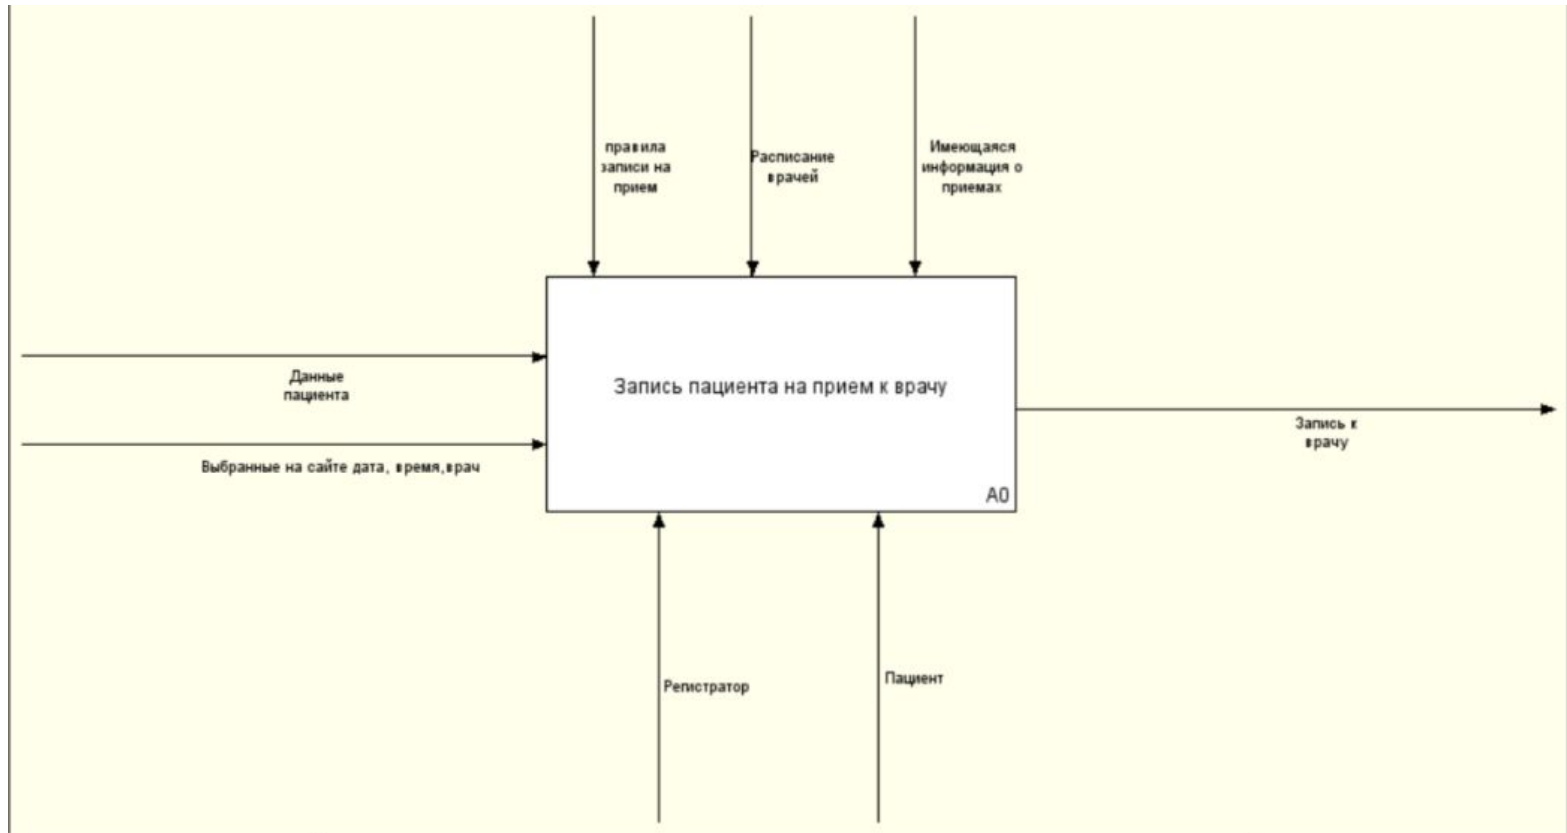 правила
записи на
прием
Расписание
врачей
Имеющаяся
информация о
приемах
Данные
пациента
Запись пациента на прием к врачу
Запись к
врачу
Выбранные на сайте дата, время,врач
A0
Регистратор
Пациент